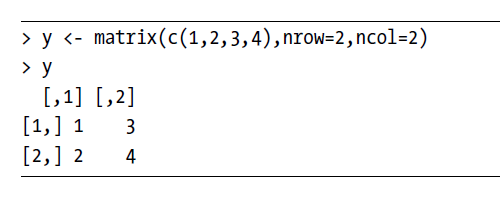 > y <- matrix(c(1,2,3,4),nrow=2,ncol=2)
> y
  [,1] [,2]
[1,] 1    3
[2,] 2    4